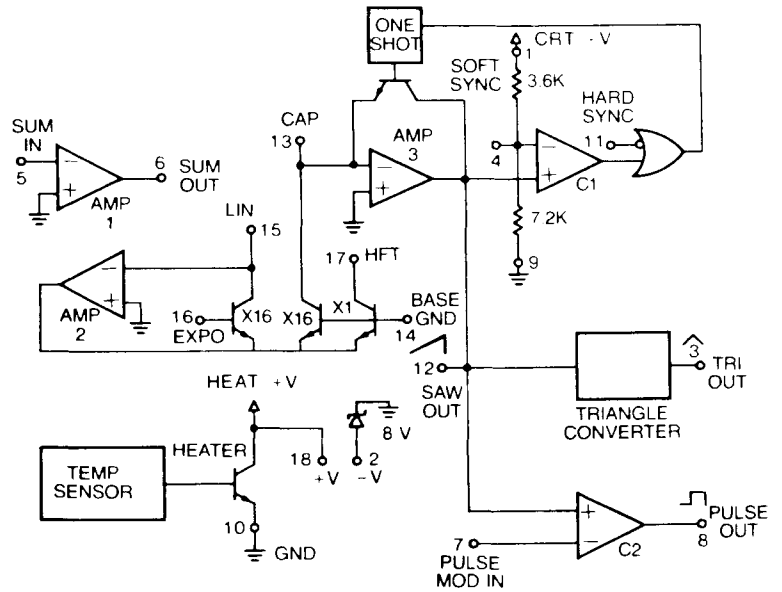 ONE
SHOT
CRT -V
1
SOFT
SYNC
3.6K
HARD
SYNC
CAP
13
AMP
3
11
SUM
IN
5
−
+
6
SUM
OUT
AMP
1
−
+
4
−
+
C1
LIN
15
7.2K
9
17
HFT
−
+
AMP
2
16
EXPO
X16
X16
X1
BASE
GND
14
12
SAW
OUT
3
TRI
OUT
TRIANGLE
CONVERTER
HEAT +V
HEATER
TEMP
SENSOR
18
+V
8 V
2
−V
10
GND
+
−
C2
7
PULSE
MOD IN
PULSE
OUT
8